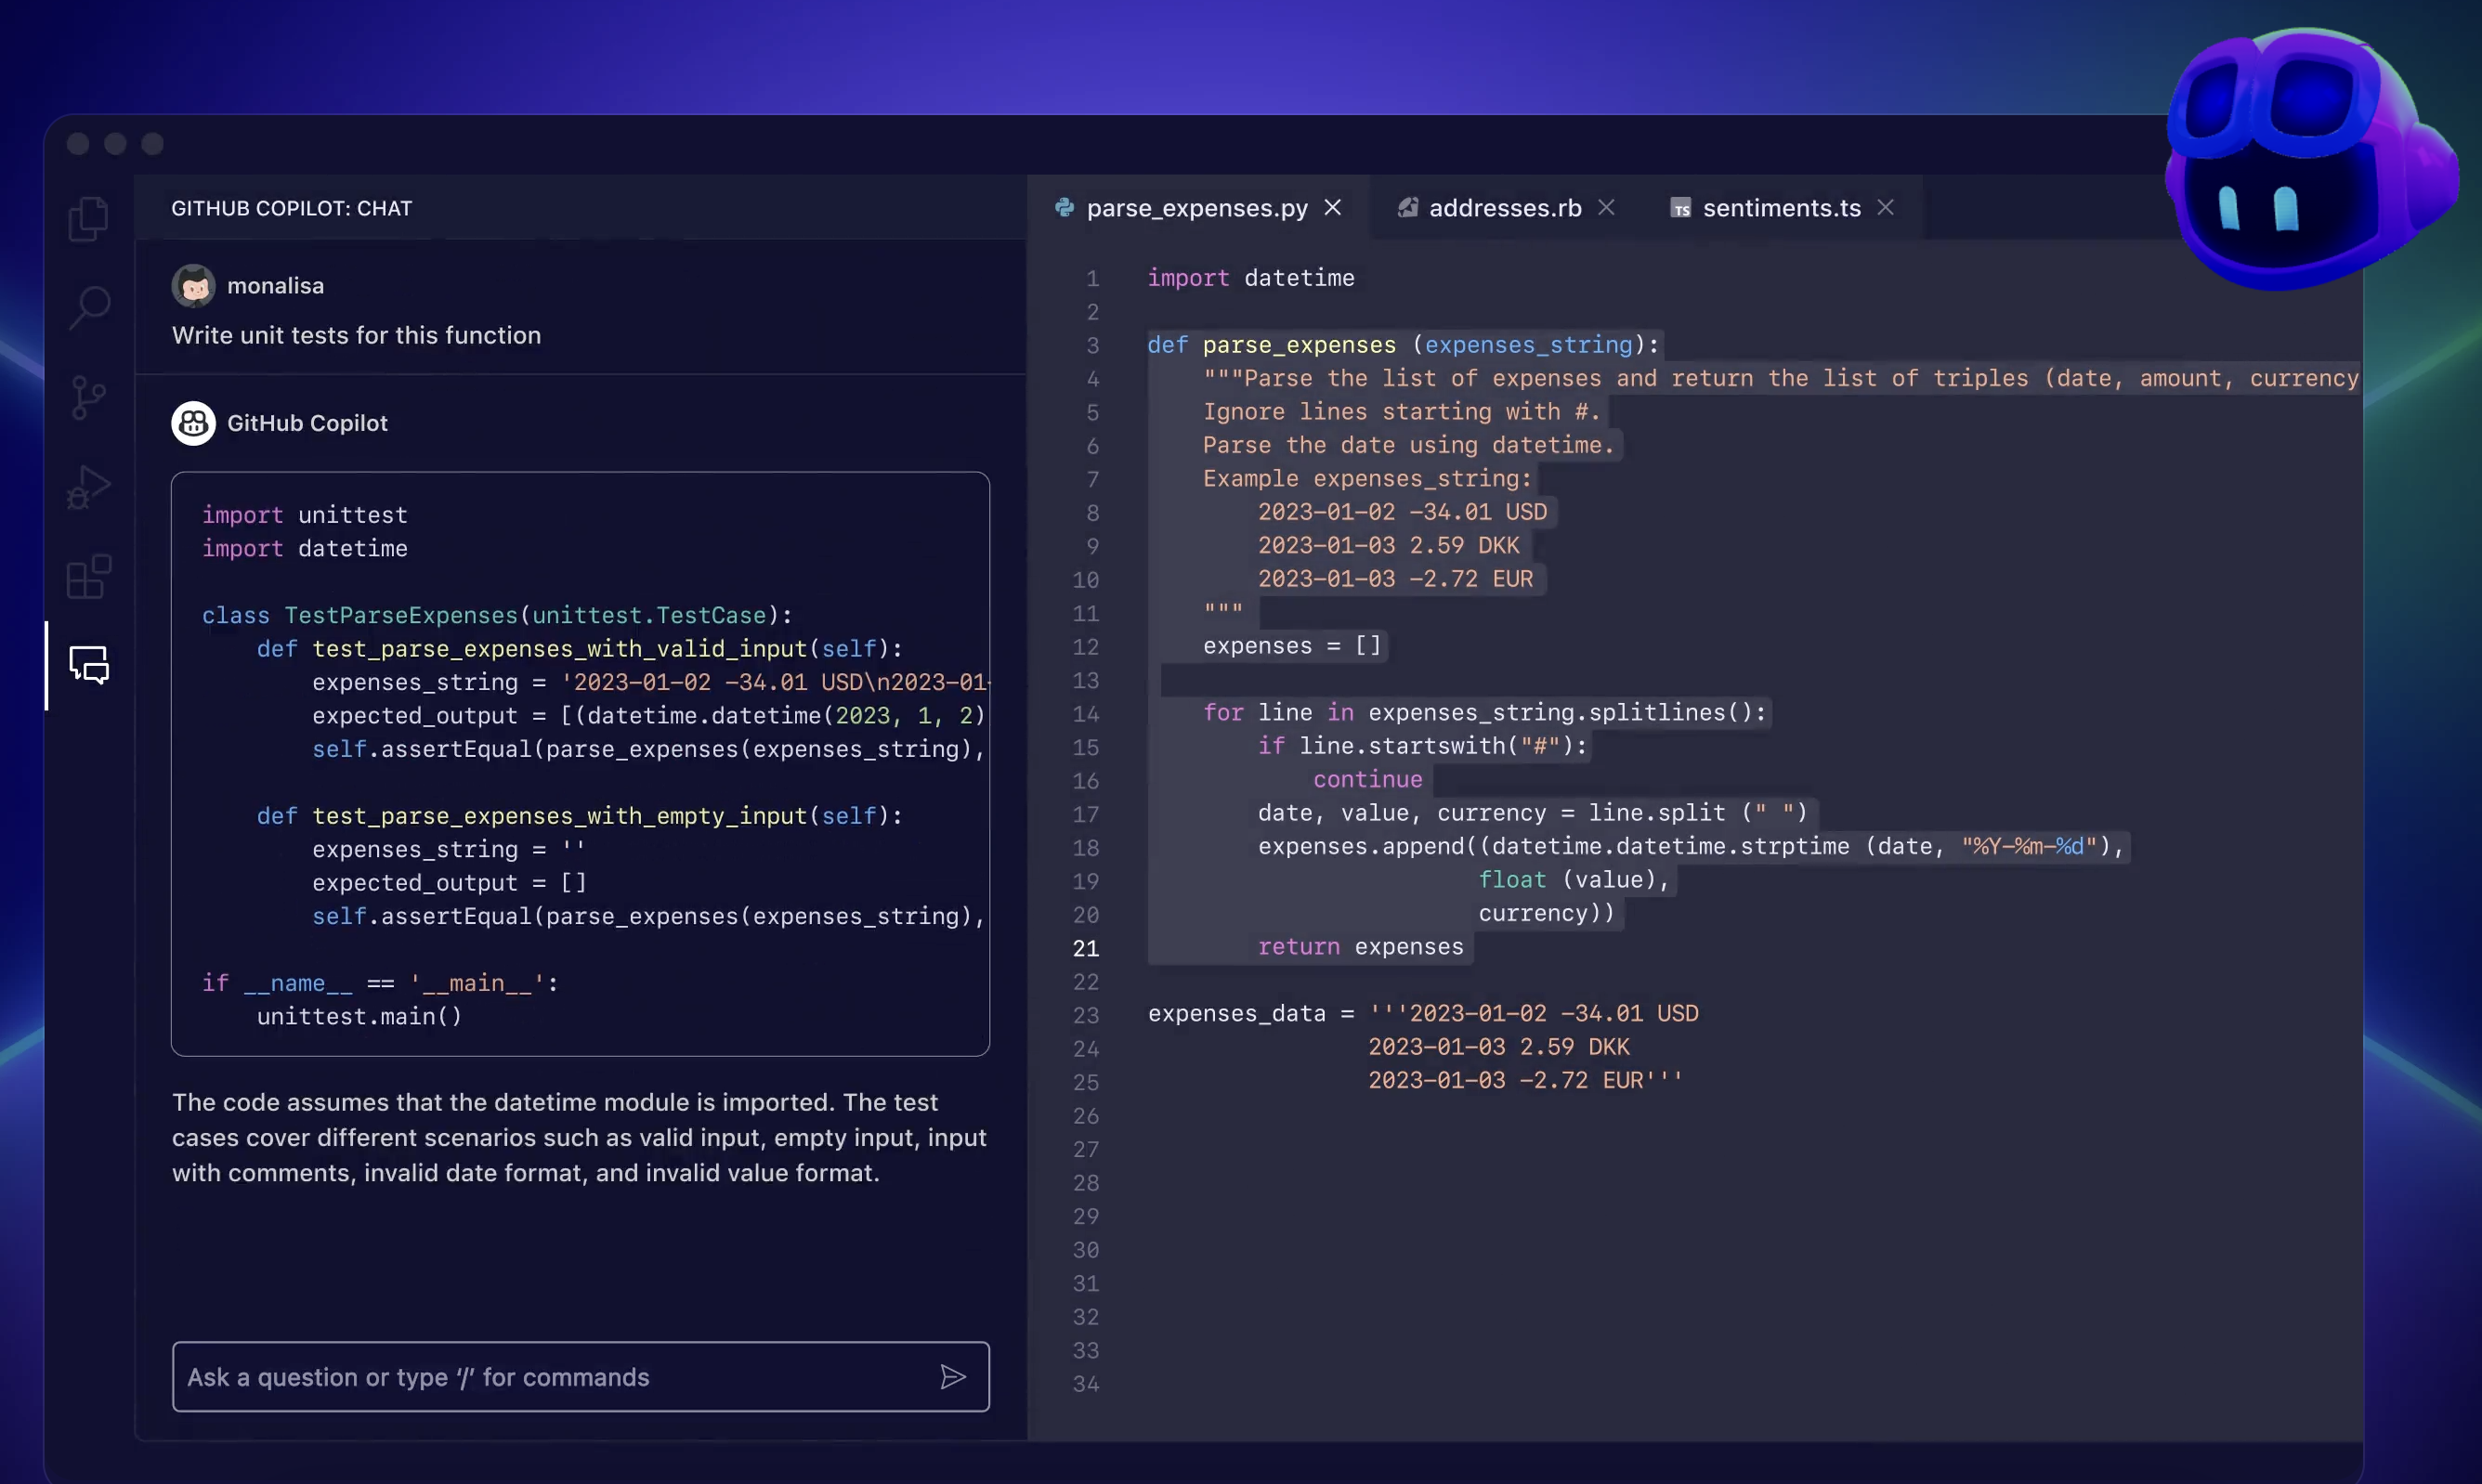 GITHUB COPILOT: CHAT
monalisa
Write unit tests for this function
GitHub Copilot
import unittest
import datetime
class TestParseExpenses(unittest.TestCase):
    def test_parse_expenses_with_valid_input(self):
        expenses_string = '2023-01-02 -34.01 USD\n2023-01-
        expected_output = [(datetime.datetime(2023, 1, 2)
        self.assertEqual(parse_expenses(expenses_string),
    def test_parse_expenses_with_empty_input(self):
        expenses_string = ''
        expected_output = []
        self.assertEqual(parse_expenses(expenses_string),
if __name__ == '__main__':
    unittest.main()
The code assumes that the datetime module is imported. The test
cases cover different scenarios such as valid input, empty input, input
with comments, invalid date format, and invalid value format.
Ask a question or type ‘/’ for commands
parse_expenses.py
addresses.rb
TS sentiments.ts
1 import datetime
2
3 def parse_expenses (expenses_string):
4     """Parse the list of expenses and return the list of triples (date, amount, currency
5     Ignore lines starting with #.
6     Parse the date using datetime.
7     Example expenses_string:
8         2023-01-02 -34.01 USD
9         2023-01-03 2.59 DKK
10         2023-01-03 -2.72 EUR
11     """
12     expenses = []
13
14     for line in expenses_string.splitlines():
15         if line.startswith("#"):
16             continue
17         date, value, currency = line.split (" ")
18         expenses.append((datetime.datetime.strptime (date, "%Y-%m-%d"),
19                         float (value),
20                         currency))
21         return expenses
22
23 expenses_data = '''2023-01-02 -34.01 USD
24                 2023-01-03 2.59 DKK
25                 2023-01-03 -2.72 EUR'''
26
27
28
29
30
31
32
33
34